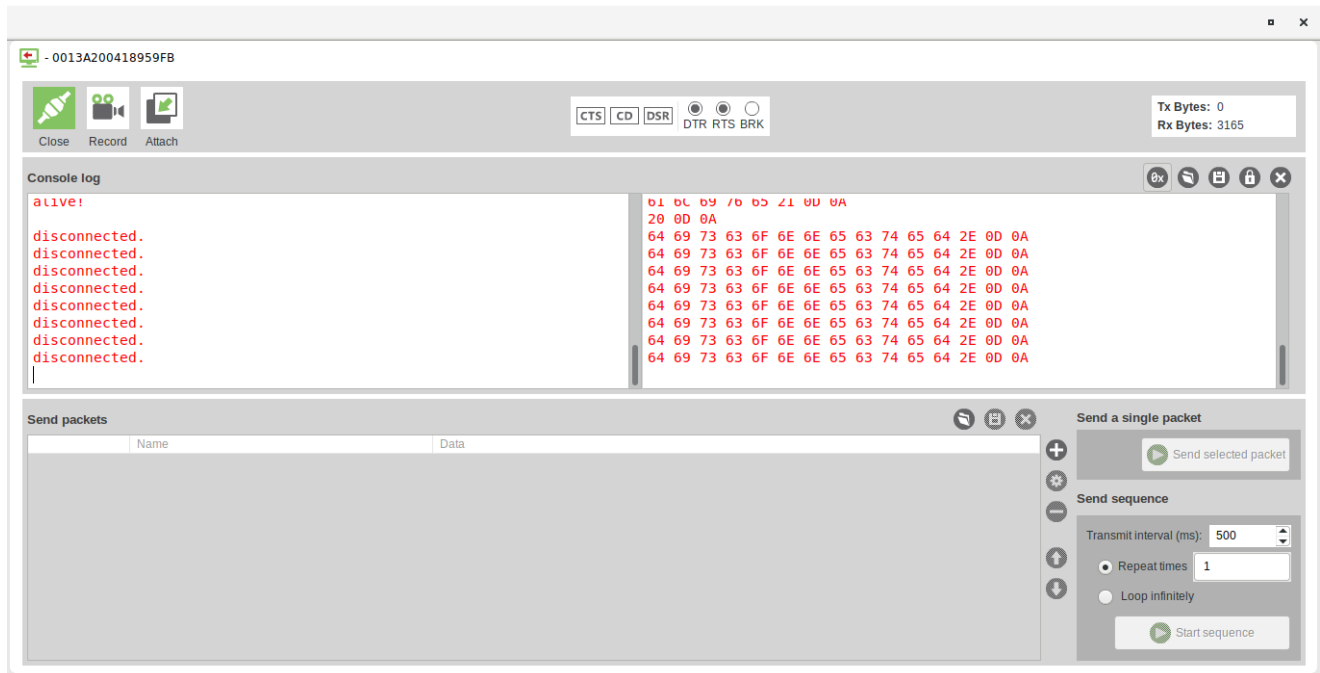 - 0013A200418959FB
Close
Record
Attach
CTS
CD
DSR
DTR RTS BRK
Tx Bytes: 0
Rx Bytes: 3165
Console log
0x
alive!
disconnected.
disconnected.
disconnected.
disconnected.
disconnected.
disconnected.
disconnected.
disconnected.
61 6C 69 76 65 21 0D 0A
20 0D 0A
64 69 73 63 6F 6E 6E 65 63 74 65 64 2E 0D 0A
64 69 73 63 6F 6E 6E 65 63 74 65 64 2E 0D 0A
64 69 73 63 6F 6E 6E 65 63 74 65 64 2E 0D 0A
64 69 73 63 6F 6E 6E 65 63 74 65 64 2E 0D 0A
64 69 73 63 6F 6E 6E 65 63 74 65 64 2E 0D 0A
64 69 73 63 6F 6E 6E 65 63 74 65 64 2E 0D 0A
64 69 73 63 6F 6E 6E 65 63 74 65 64 2E 0D 0A
64 69 73 63 6F 6E 6E 65 63 74 65 64 2E 0D 0A
Send packets
Name
Data
Send a single packet
Send selected packet
Send sequence
Transmit interval (ms): 500
Repeat times 1
Loop infinitely
Start sequence